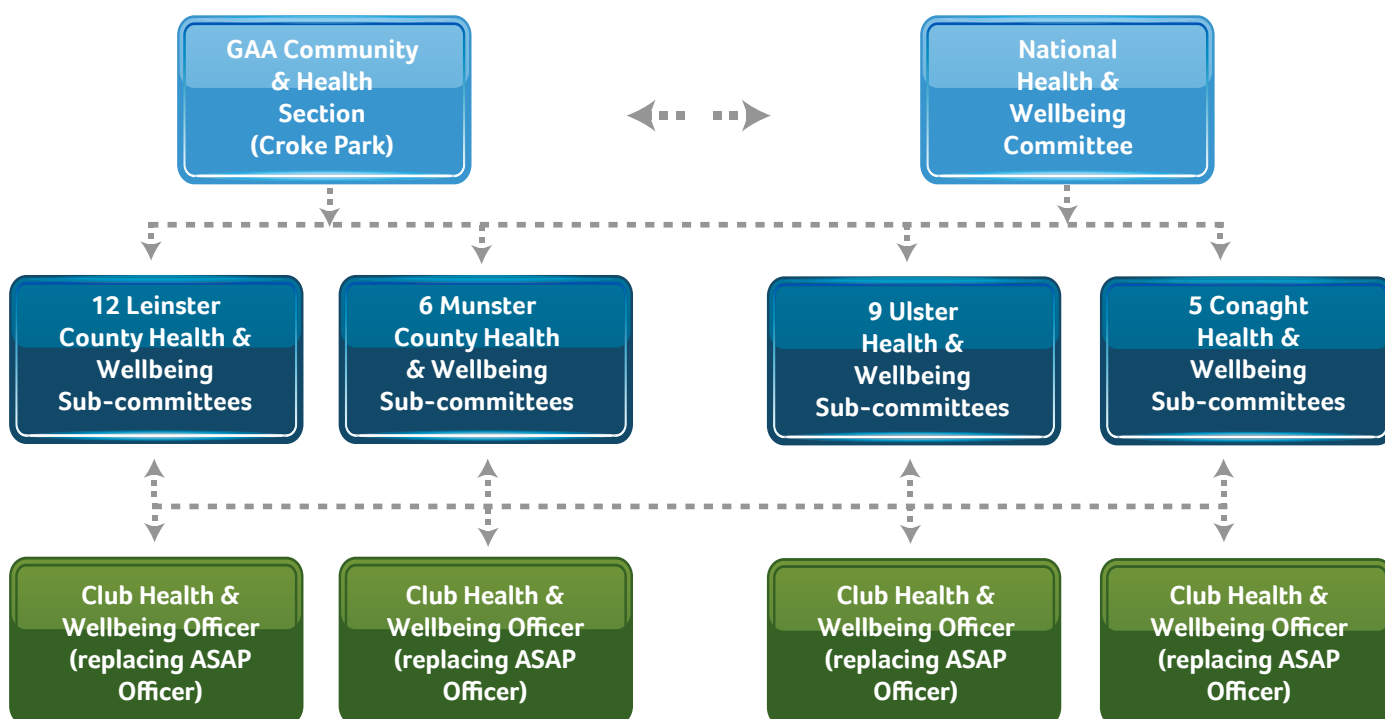 GAA Community
& Health
Section
(Croke Park)
National
Health &
Wellbeing
Committee
12 Leinster
County Health &
Wellbeing
Sub-committees
6 Munster
County Health
& Wellbeing
Sub-committees
9 Ulster
Health &
Wellbeing
Sub-committees
5 Conaght
Health &
Wellbeing
Sub-committees
Club Health &
Wellbeing Officer
(replacing ASAP
Officer)
Club Health &
Wellbeing Officer
(replacing ASAP
Officer)
Club Health &
Wellbeing Officer
(replacing ASAP
Officer)
Club Health &
Wellbeing Officer
(replacing ASAP
Officer)